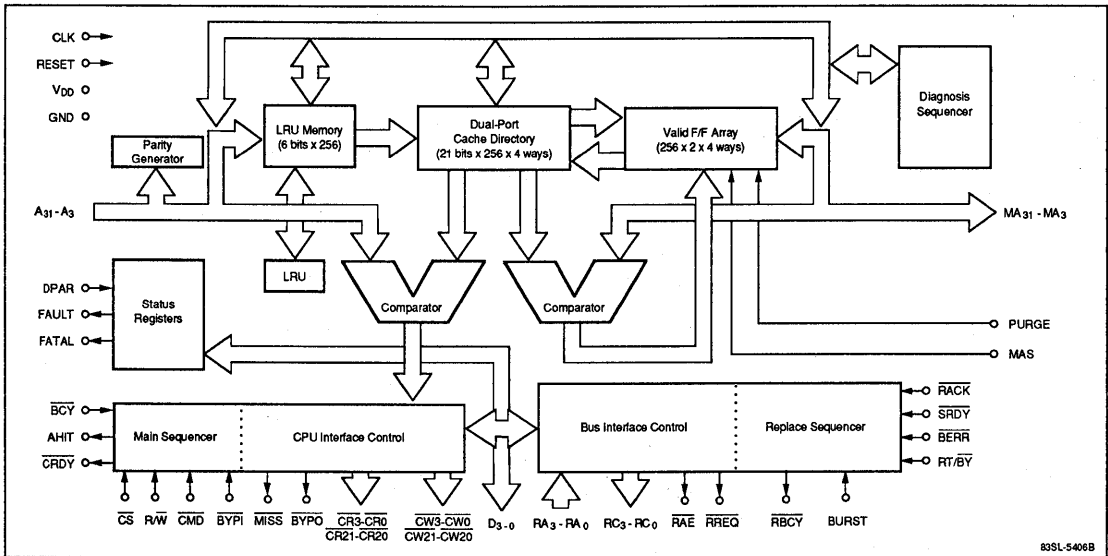 CLK
RESET
VDD
GND
Parity
Generator
LRU Memory
(6 bits x 256)
Dual-Port
Cache Directory
(21 bits x 256 x 4 ways)
Valid F/F Array
(256 x 2 x 4 ways)
Diagnosis
Sequencer
A31 - A3
MA31 - MA3
LRU
Comparator
Comparator
DPAR
FAULT
FATAL
Status
Registers
PURGE
MAS
BCY
AHIT
CRDY
Main Sequencer
CPU Interface Control
Bus Interface Control
Replace Sequencer
RACK
SRDY
BERR
RT/BY
CS
R/W
CMD
BYPI
MISS
BYPO
CR3-CR0
CR21-CR20
CW3-CW0
CW21-CW20
D3-0
RA3 - RA0
RC3 - RC0
RAE
RREQ
RBCY
BURST
83SL-5406B